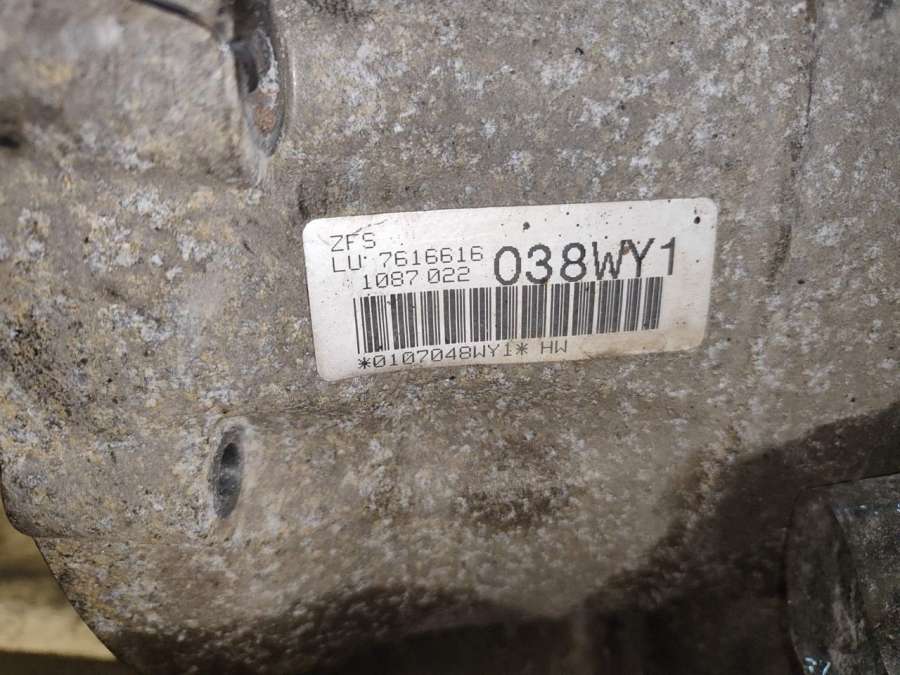 ZFS
LU 7616616
1087 022 038WY1
*0107048WY1* HW